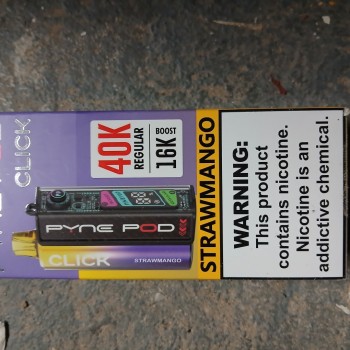 CLICK
40K
REGULAR
16K
BOOST
PYNE POD
CLICK
STRAWMANGO
STRAWMANGO
WARNING:
This product
contains nicotine.
Nicotine is an
addictive chemical.